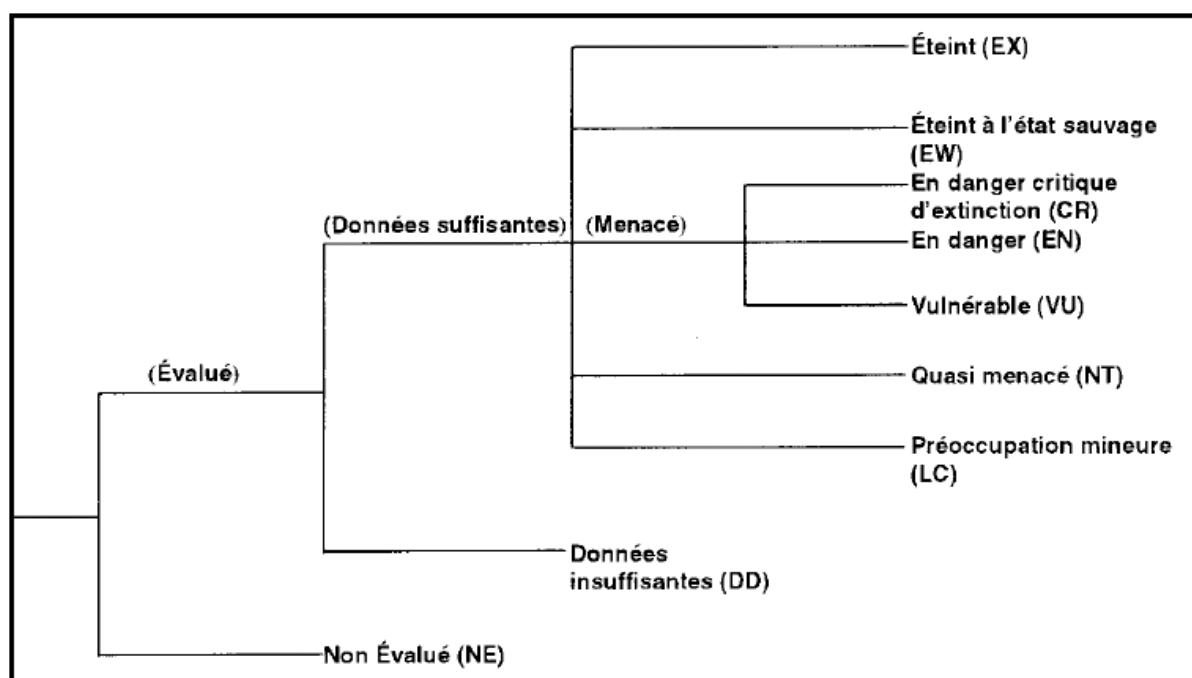 Éteint (EX)
Éteint à l'état sauvage
(EW)
En danger critique
d'extinction (CR)
(Données suffisantes) (Menacé)
En danger (EN)
Vulnérable (VU)
(Évalué)
Quasi menacé (NT)
Préoccupation mineure
(LC)
Données
insuffisantes (DD)
Non Évalué (NE)